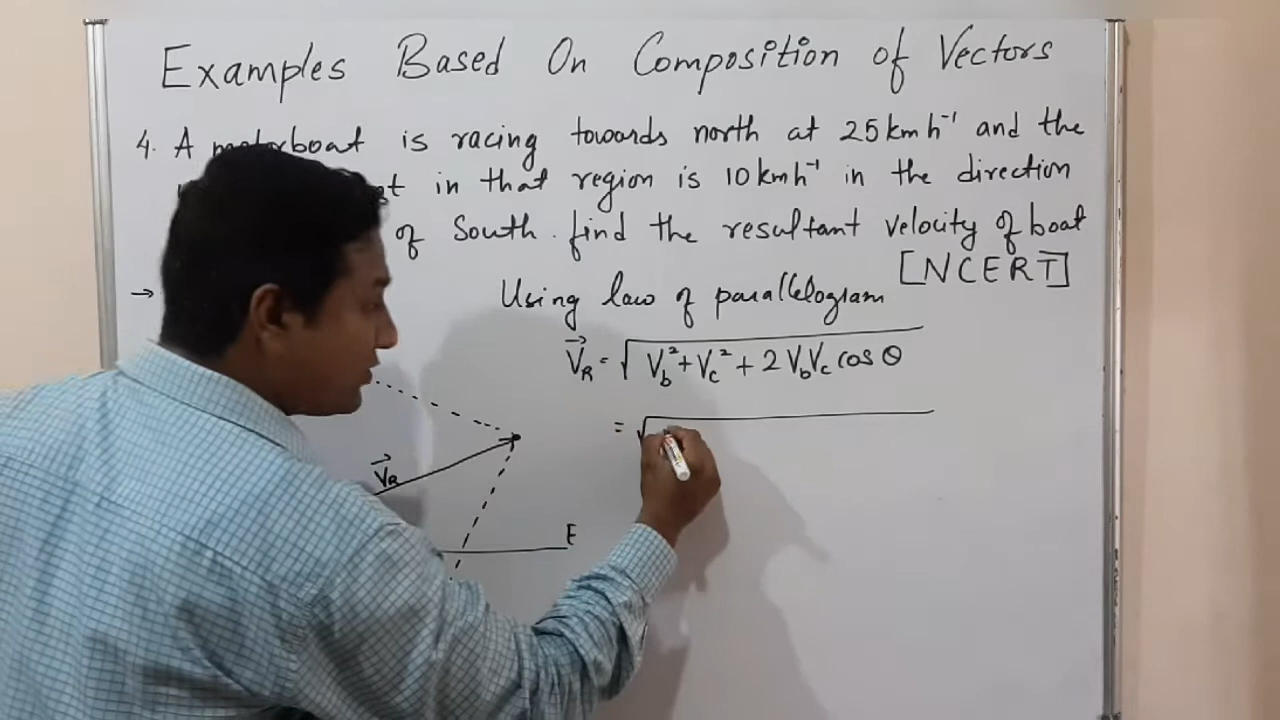 Examples Based On Composition of Vectors
4. A motorboat is racing towards north at 25 km h⁻¹ and the
in that region is 10 km h⁻¹ in the direction
of South. find the resultant velocity of boat
[NCERT]
→ Using law of parallelogram
V⃗R = √(Vb² + Vc² + 2 VbVc cos θ)
= √
V⃗R
E